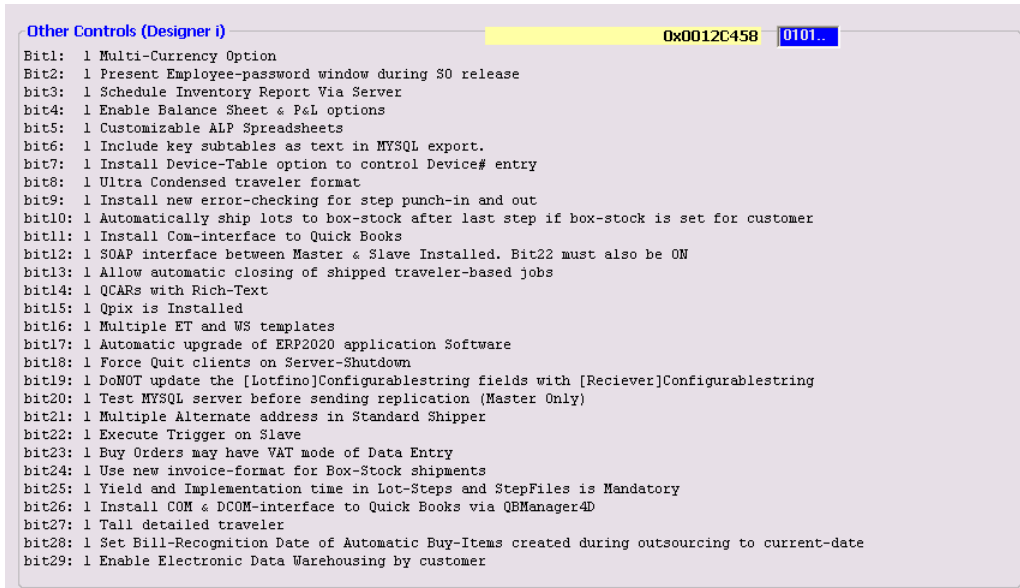 Other Controls (Designer i)
0x0012C458 0101..
Bit1: 1 Multi-Currency Option
Bit2: 1 Present Employee-password window during SO release
bit3: 1 Schedule Inventory Report Via Server
bit4: 1 Enable Balance Sheet & P&L options
bit5: 1 Customizable ALP Spreadsheets
bit6: 1 Include key subtables as text in MYSQL export.
bit7: 1 Install Device-Table option to control Device# entry
bit8: 1 Ultra Condensed traveler format
bit9: 1 Install new error-checking for step punch-in and out
bit10: 1 Automatically ship lots to box-stock after last step if box-stock is set for customer
bit11: 1 Install Com-interface to Quick Books
bit12: 1 SOAP interface between Master & Slave Installed. Bit22 must also be ON
bit13: 1 Allow automatic closing of shipped traveler-based jobs
bit14: 1 QCARs with Rich-Text
bit15: 1 Qpix is Installed
bit16: 1 Multiple ET and WS templates
bit17: 1 Automatic upgrade of ERP2020 application Software
bit18: 1 Force Quit clients on Server-Shutdown
bit19: 1 DoNOT update the [Lotfino]Configurablestring fields with [Reciever]Configurablestring
bit20: 1 Test MYSQL server before sending replication (Master Only)
bit21: 1 Multiple Alternate address in Standard Shipper
bit22: 1 Execute Trigger on Slave
bit23: 1 Buy Orders may have VAT mode of Data Entry
bit24: 1 Use new invoice-format for Box-Stock shipments
bit25: 1 Yield and Implementation time in Lot-Steps and StepFiles is Mandatory
bit26: 1 Install COM & DCOM-interface to Quick Books via QBManager4D
bit27: 1 Tall detailed traveler
bit28: 1 Set Bill-Recognition Date of Automatic Buy-Items created during outsourcing to current-date
bit29: 1 Enable Electronic Data Warehousing by customer